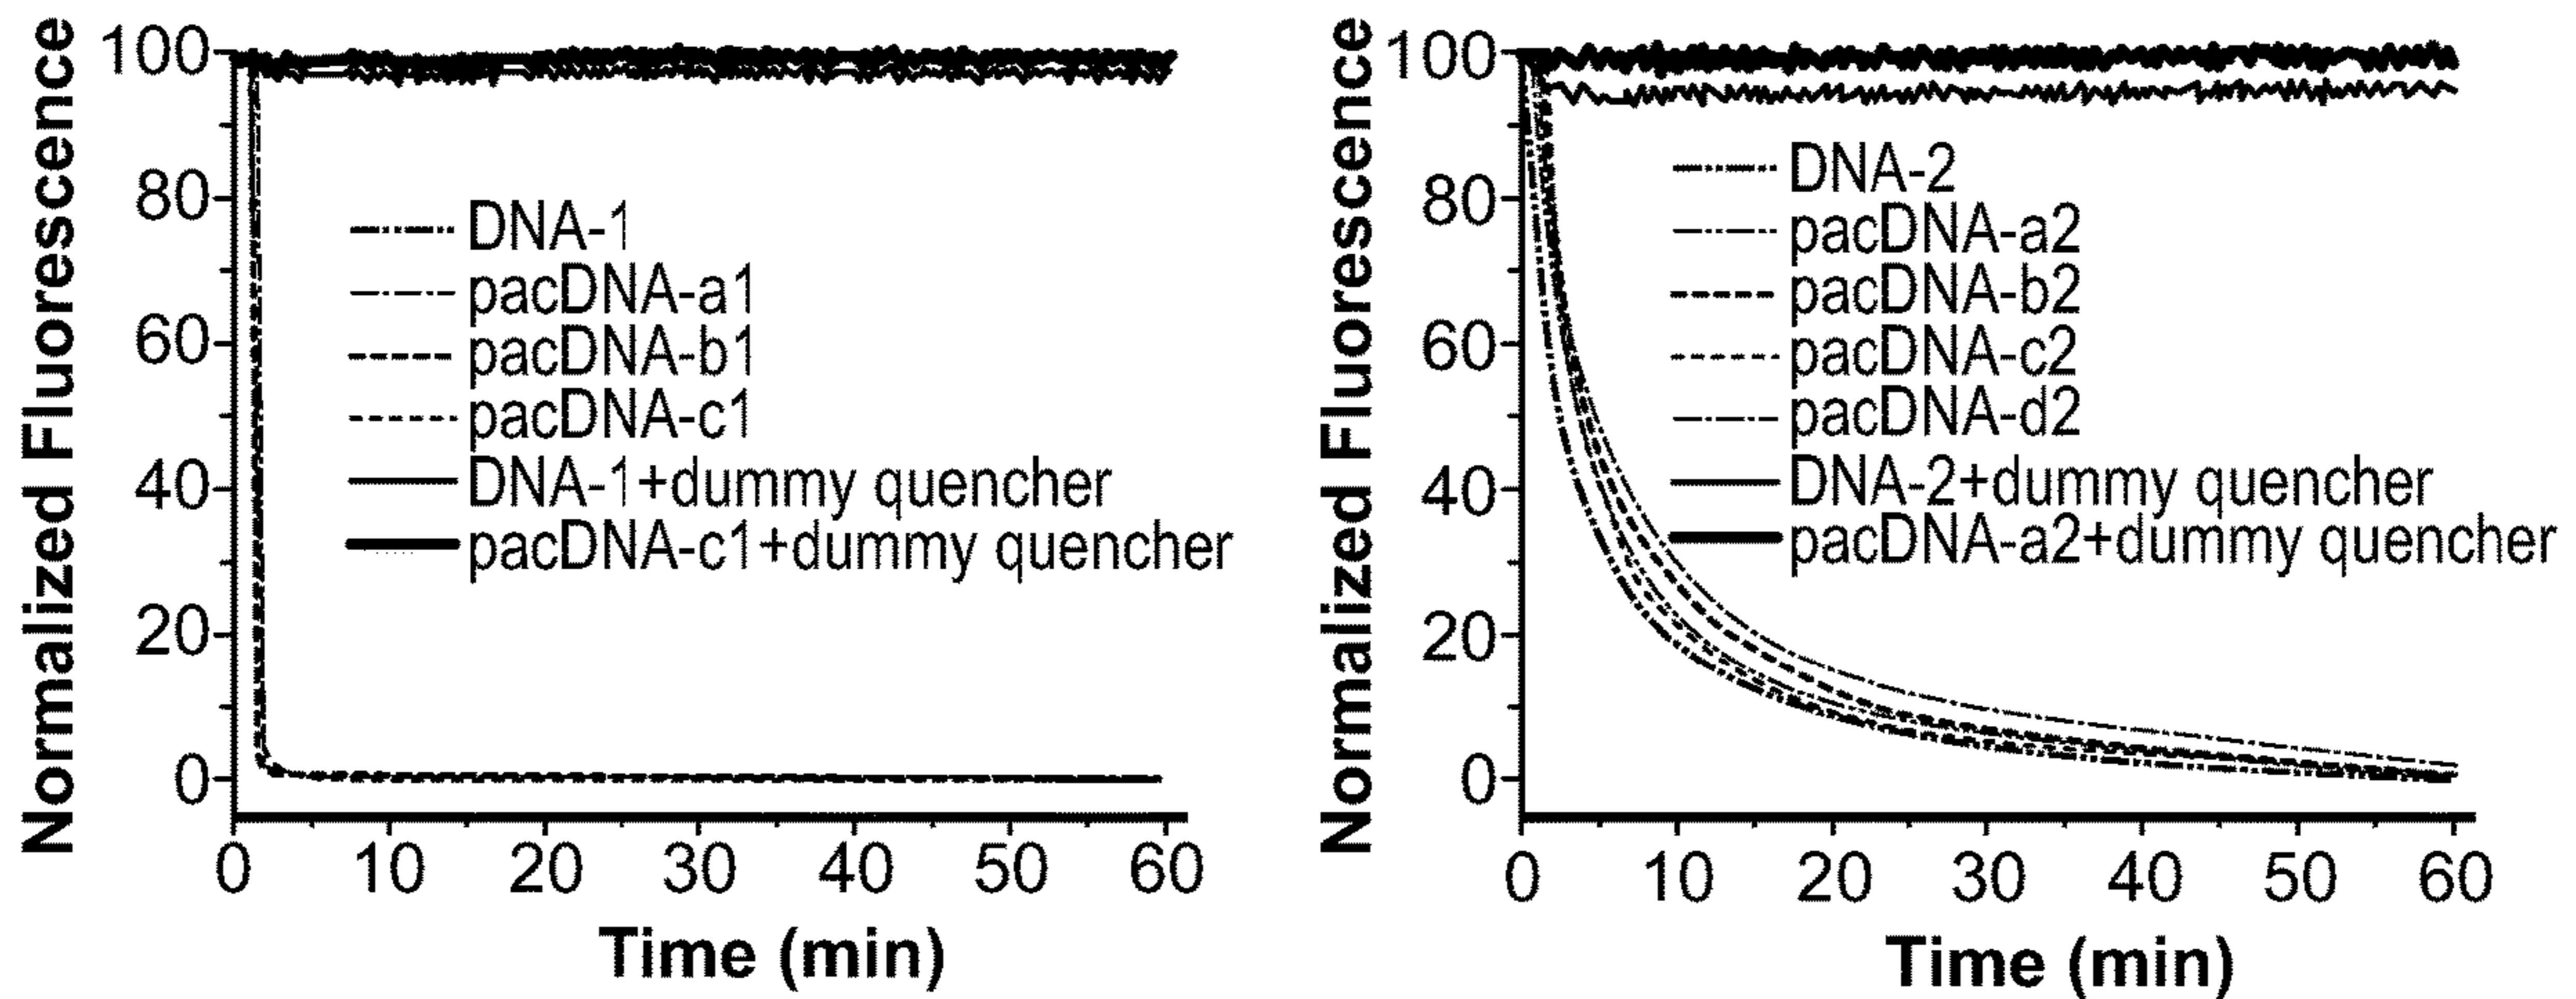 Normalized Fluorescence
100
80
60
40
20
0
DNA-1
pacDNA-a1
pacDNA-b1
pacDNA-c1
DNA-1+dummy quencher
pacDNA-c1+dummy quencher
0 10 20 30 40 50 60
Time (min)
Normalized Fluorescence
100
80
60
40
20
0
DNA-2
pacDNA-a2
pacDNA-b2
pacDNA-c2
pacDNA-d2
DNA-2+dummy quencher
pacDNA-a2+dummy quencher
0 10 20 30 40 50 60
Time (min)